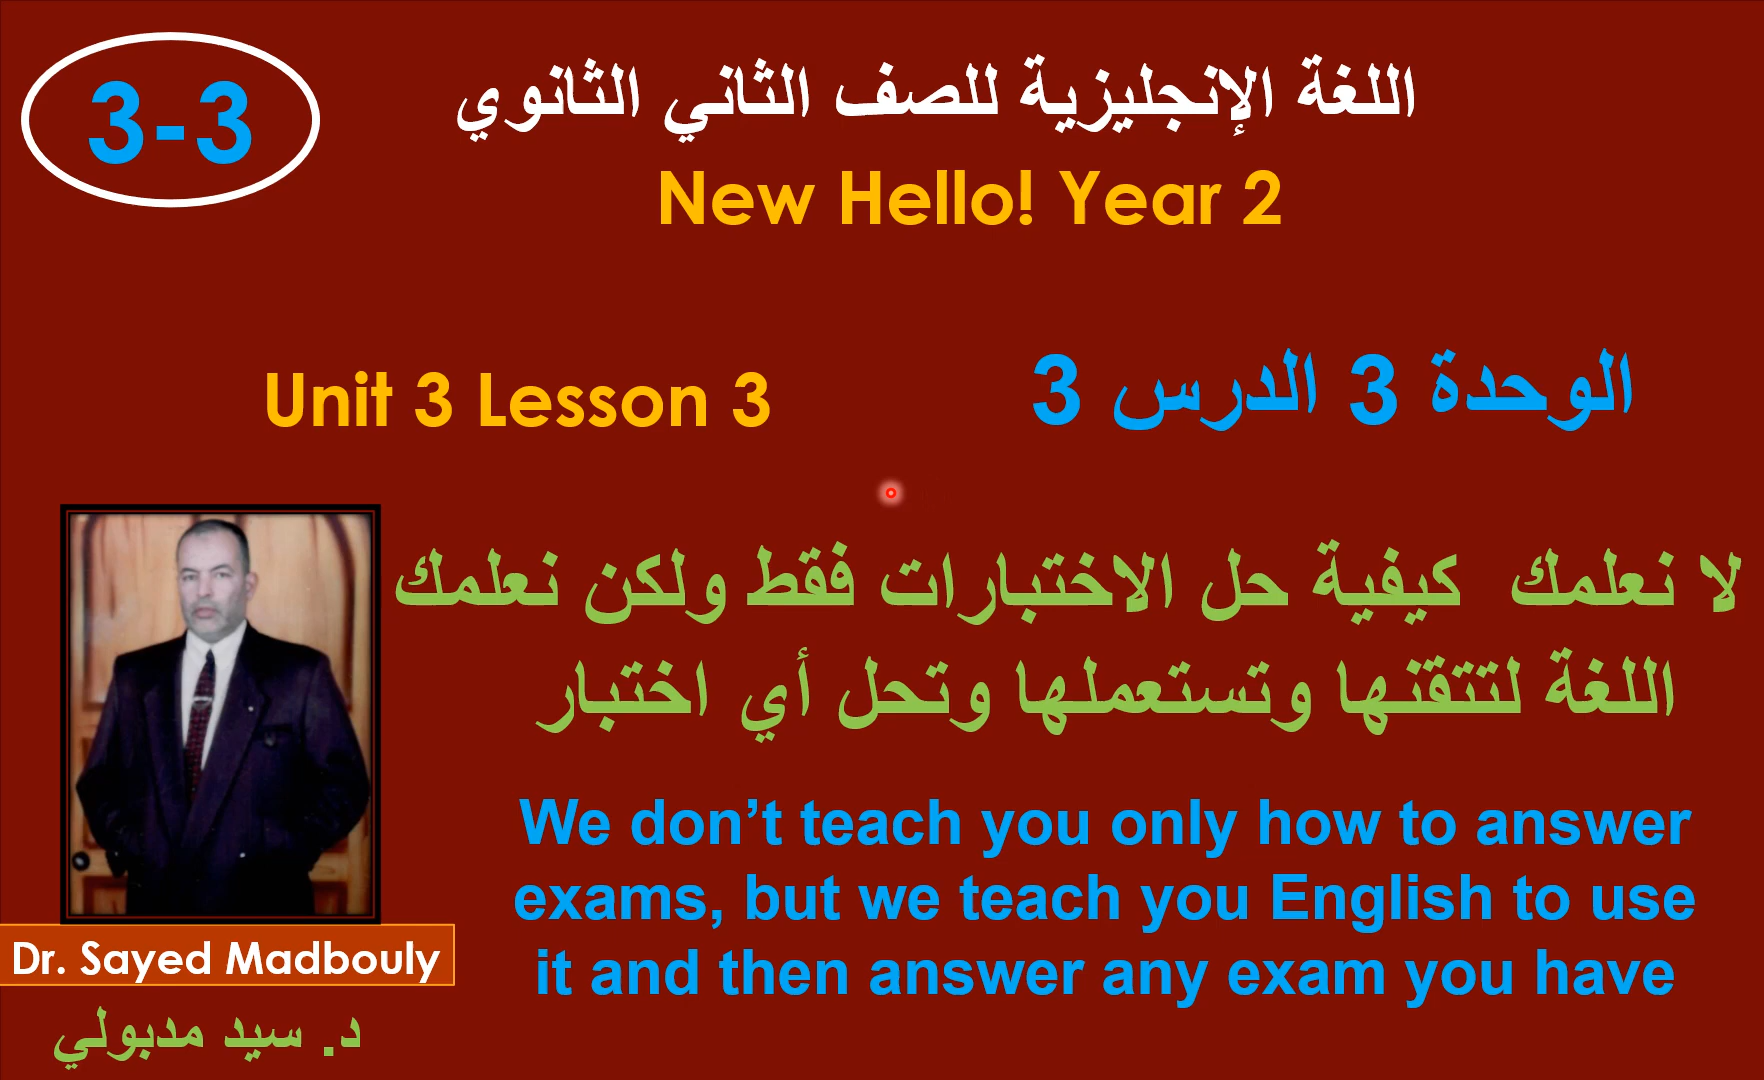 3-3
اللغة الإنجليزية للصف الثاني الثانوي
New Hello! Year 2
Unit 3 Lesson 3
الوحدة 3 الدرس 3
لا نعلمك كيفية حل الاختبارات فقط ولكن نعلمك
اللغة لتتقنها وتستعملها وتحل أي اختبار
We don’t teach you only how to answer
exams, but we teach you English to use
it and then answer any exam you have
Dr. Sayed Madbouly
د. سيد مدبولي